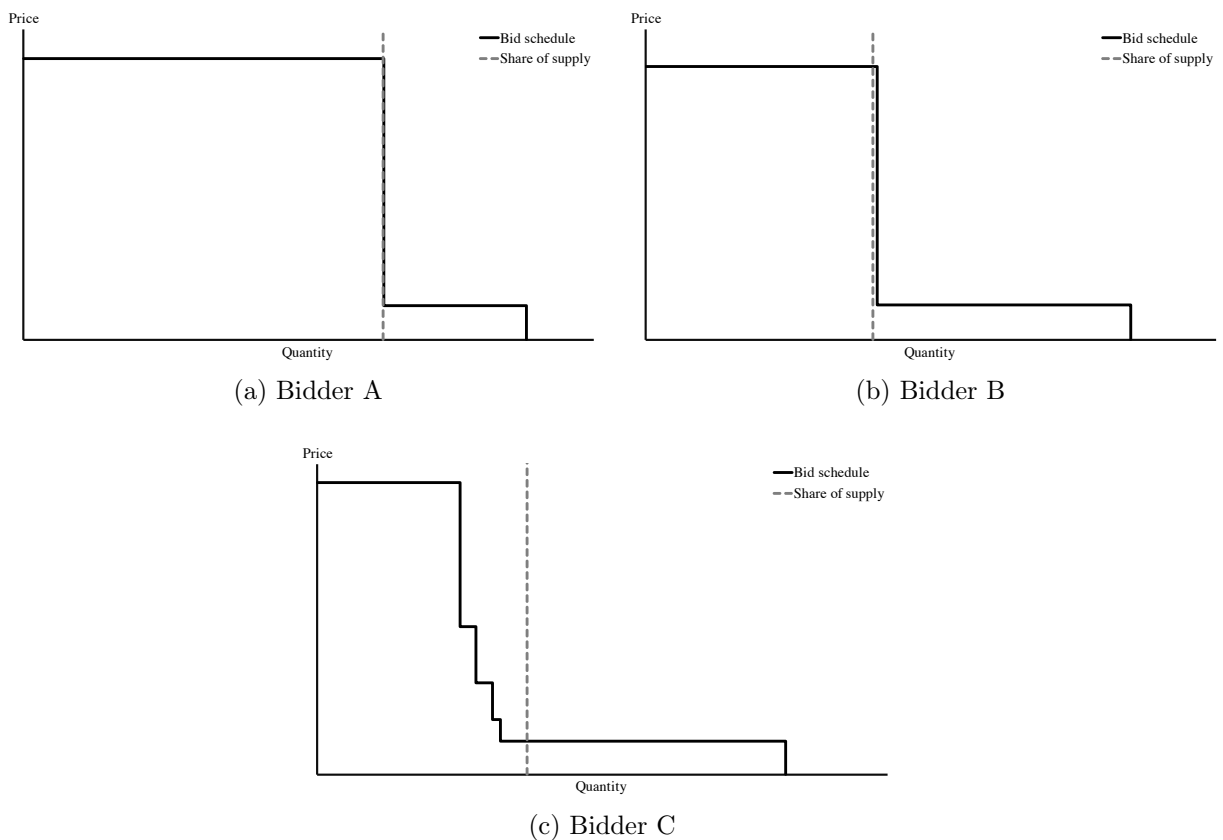 Price
Bid schedule
Share of supply
Quantity
(a) Bidder A
Price
Bid schedule
Share of supply
Quantity
(b) Bidder B
Price
Bid schedule
Share of supply
Quantity
(c) Bidder C